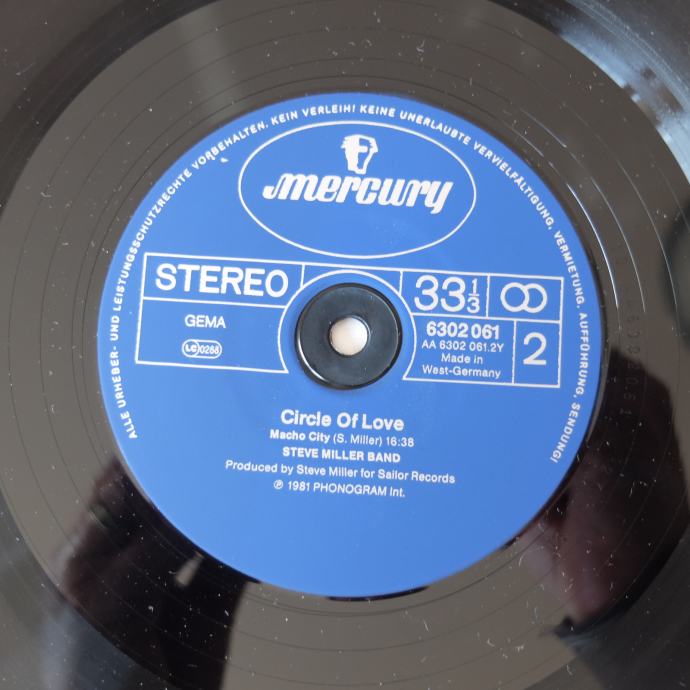 ALLE URHEBER- UND LEISTUNGSSCHUTZRECHTE VORBEHALTEN. KEIN VERLEIH! KEINE UNERLAUBTE VERVIELFÄLTIGUNG, VERMIETUNG, AUFFÜHRUNG, SENDUNG!
mercury
STEREO
33 1/3
GEMA
LC 0268
6302 061
AA 6302 061.2Y
Made in
West-Germany
2
Circle Of Love
Macho City (S. Miller) 16:38
STEVE MILLER BAND
Produced by Steve Miller for Sailor Records
℗ 1981 PHONOGRAM Int.